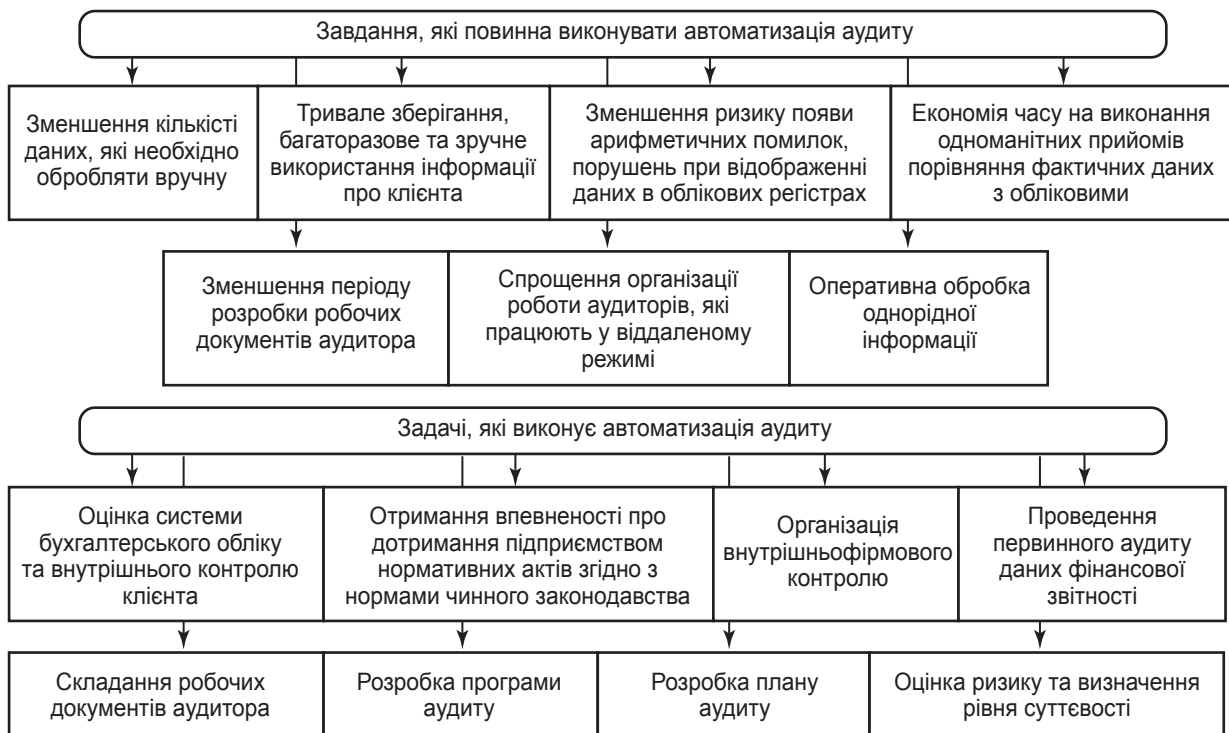 Завдання, які повинна виконувати автоматизація аудиту
Зменшення кількісті
даних, які необхідно
обробляти вручну
Тривале зберігання,
багаторазове та зручне
використання інформації
про клієнта
Зменшення ризику появи
арифметичних помилок,
порушень при відображенні
даних в облікових регістрах
Економія часу на виконання
одноманітних прийомів
порівняння фактичних даних
з обліковими
Зменшення періоду
розробки робочих
документів аудитора
Спрощення організації
роботи аудиторів, які
працюють у віддаленому
режимі
Оперативна обробка
однорідної
інформації
Задачі, які виконує автоматизація аудиту
Оцінка системи
бухгалтерського обліку
та внутрішнього контролю
клієнта
Отримання впевненості про
дотримання підприємством
нормативних актів згідно з
нормами чинного законодавства
Організація
внутрішньофірмового
контролю
Проведення
первинного аудиту
даних фінансової
звітності
Складання робочих
документів аудитора
Розробка програми
аудиту
Розробка плану
аудиту
Оцінка ризику та визначення
рівня суттєвості